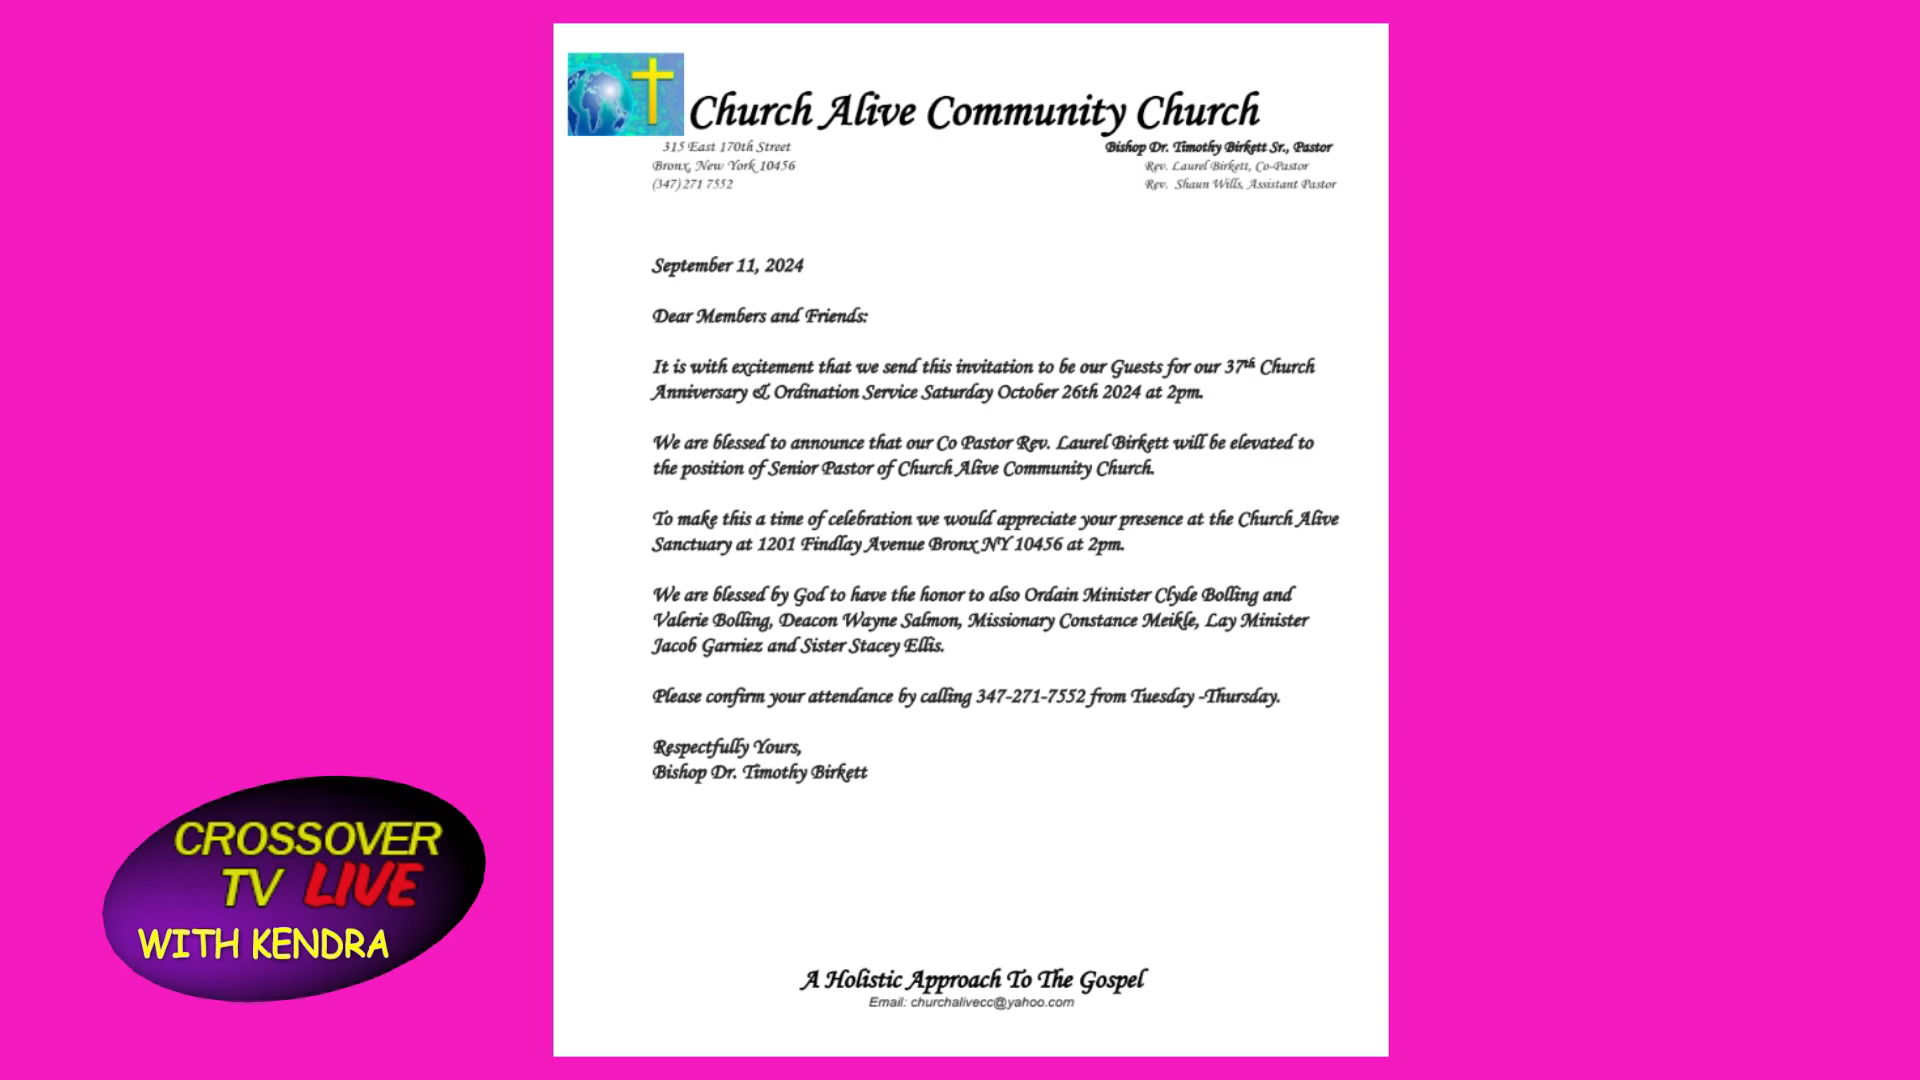 Church Alive Community Church
315 East 170th Street
Bronx, New York 10456
(347) 271 7552
Bishop Dr. Timothy Birkett Sr., Pastor
Rev. Laurel Birkett, Co-Pastor
Rev. Shaun Wills, Assistant Pastor
September 11, 2024
Dear Members and Friends:
It is with excitement that we send this invitation to be our Guests for our 37th Church
Anniversary & Ordination Service Saturday October 26th 2024 at 2pm.
We are blessed to announce that our Co Pastor Rev. Laurel Birkett will be elevated to
the position of Senior Pastor of Church Alive Community Church.
To make this a time of celebration we would appreciate your presence at the Church Alive
Sanctuary at 1201 Findlay Avenue Bronx NY 10456 at 2pm.
We are blessed by God to have the honor to also Ordain Minister Clyde Bolling and
Valerie Bolling, Deacon Wayne Salmon, Missionary Constance Meikle, Lay Minister
Jacob Garniez and Sister Stacey Ellis.
Please confirm your attendance by calling 347-271-7552 from Tuesday -Thursday.
Respectfully Yours,
Bishop Dr. Timothy Birkett
A Holistic Approach To The Gospel
Email: churchalivecc@yahoo.com
CROSSOVER
TV LIVE
WITH KENDRA